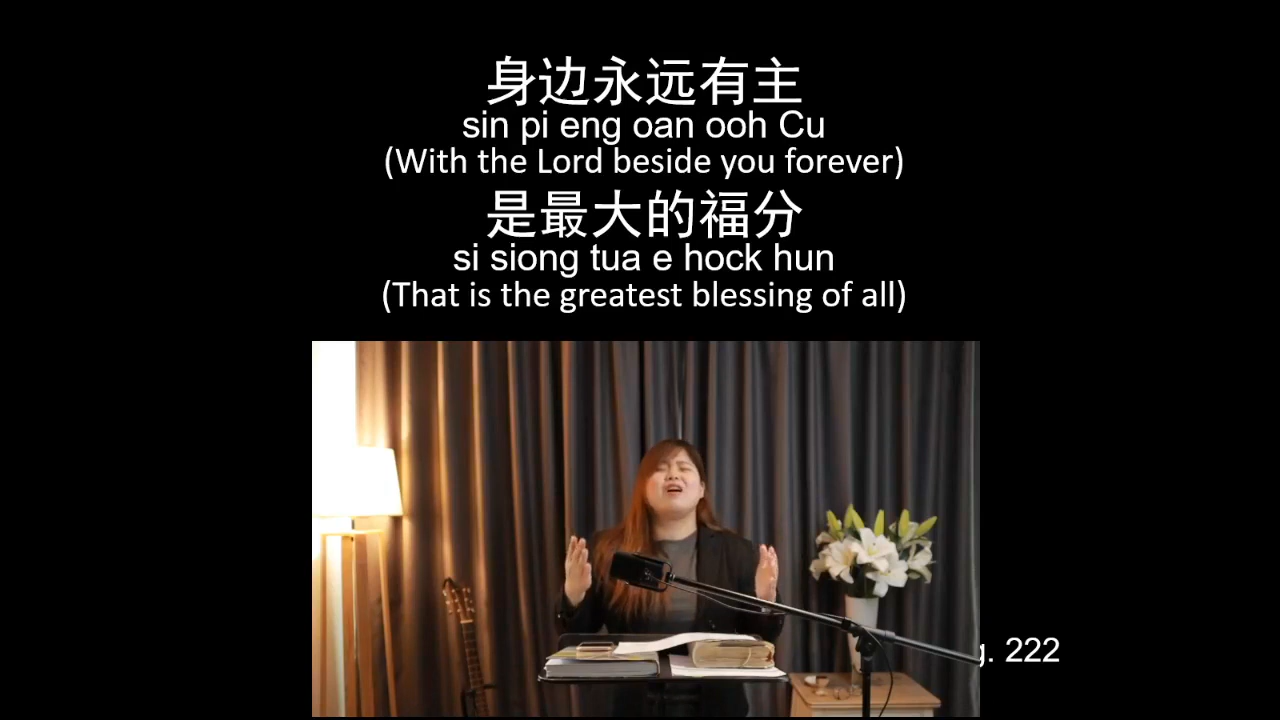 身边永远有主
sin pi eng oan ooh Cu
(With the Lord beside you forever)
是最大的福分
si siong tua e hock hun
(That is the greatest blessing of all)
222